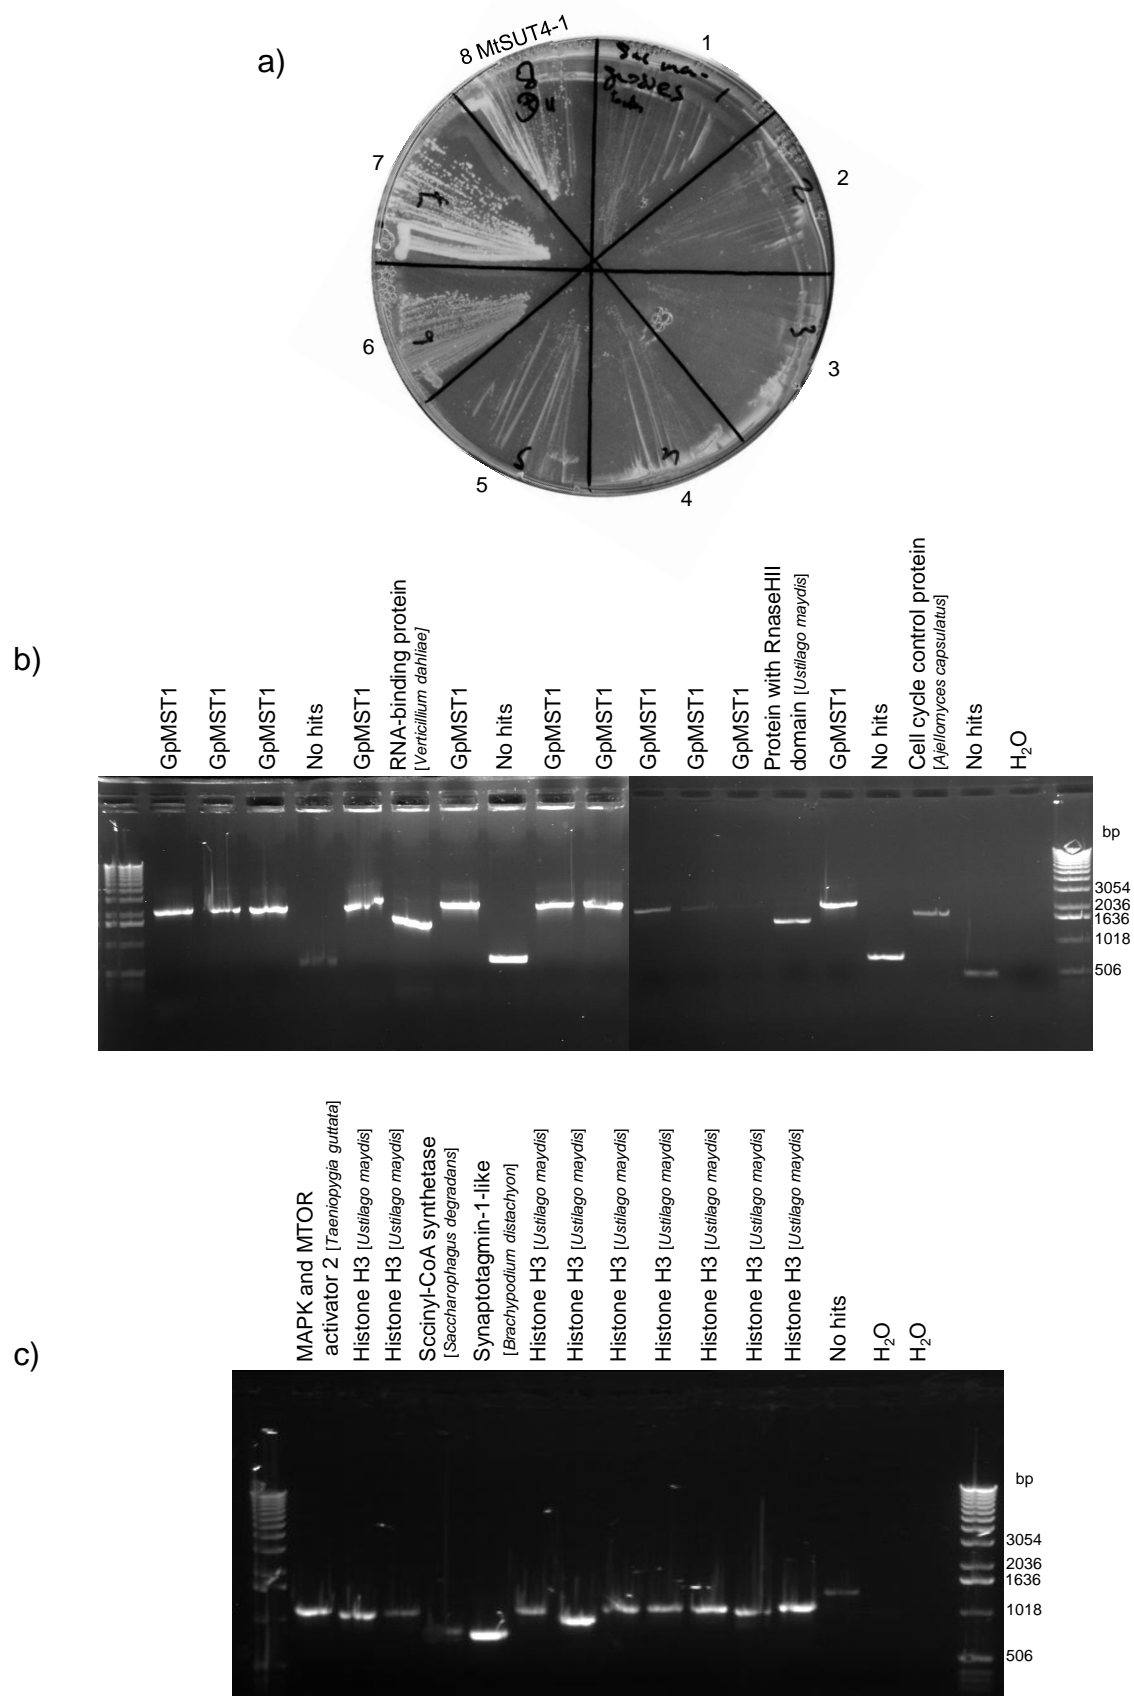 a)
8 MtSUT4-1
1
2
3
4
5
6
7
8
1
2
3
5
7
b)
GpMST1
GpMST1
GpMST1
No hits
GpMST1
RNA-binding protein
[Verticillium dahliae]
GpMST1
No hits
GpMST1
GpMST1
GpMST1
GpMST1
GpMST1
Protein with RnaseHII
domain [Ustilago maydis]
GpMST1
No hits
Cell cycle control protein
[Ajellomyces capsulatus]
No hits
H2O
bp
3054
2036
1636
1018
506
c)
MAPK and MTOR
activator 2 [Taeniopygia guttata]
Histone H3 [Ustilago maydis]
Histone H3 [Ustilago maydis]
Sccinyl-CoA synthetase
[Saccharophagus degradans]
Synaptotagmin-1-like
[Brachypodium distachyon]
Histone H3 [Ustilago maydis]
Histone H3 [Ustilago maydis]
Histone H3 [Ustilago maydis]
Histone H3 [Ustilago maydis]
Histone H3 [Ustilago maydis]
Histone H3 [Ustilago maydis]
Histone H3 [Ustilago maydis]
No hits
H2O
H2O
bp
3054
2036
1636
1018
506